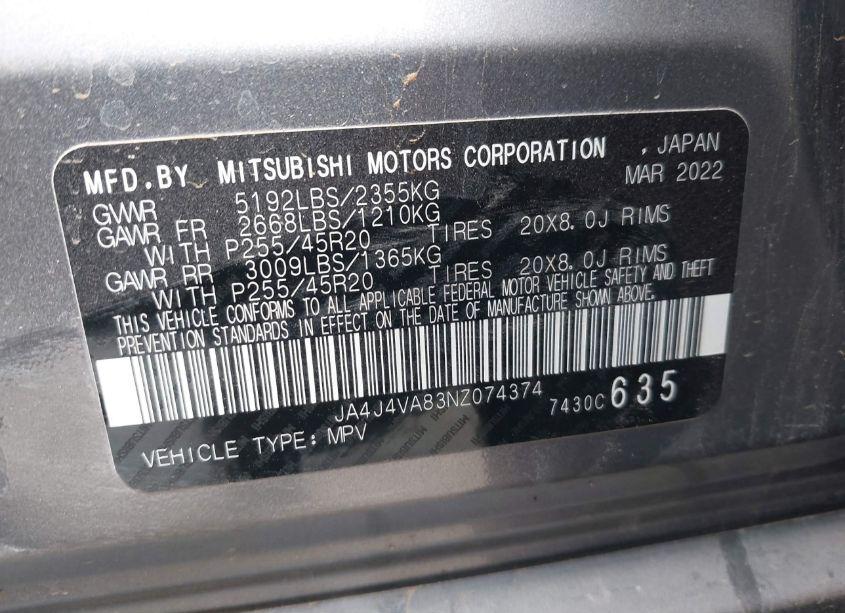 MFD.BY MITSUBISHI MOTORS CORPORATION , JAPAN
MAR 2022
GVWR 5192LBS/2355KG
GAWR FR 2668LBS/1210KG
WITH P255/45R20 TIRES 20X8.0J RIMS
GAWR RR 3009LBS/1365KG
WITH P255/45R20 TIRES 20X8.0J RIMS
THIS VEHICLE CONFORMS TO ALL APPLICABLE FEDERAL MOTOR VEHICLE SAFETY AND THEFT
PREVENTION STANDARDS IN EFFECT ON THE DATE OF MANUFACTURE SHOWN ABOVE.
JA4J4VA83NZ074374 7430C 635
VEHICLE TYPE: MPV